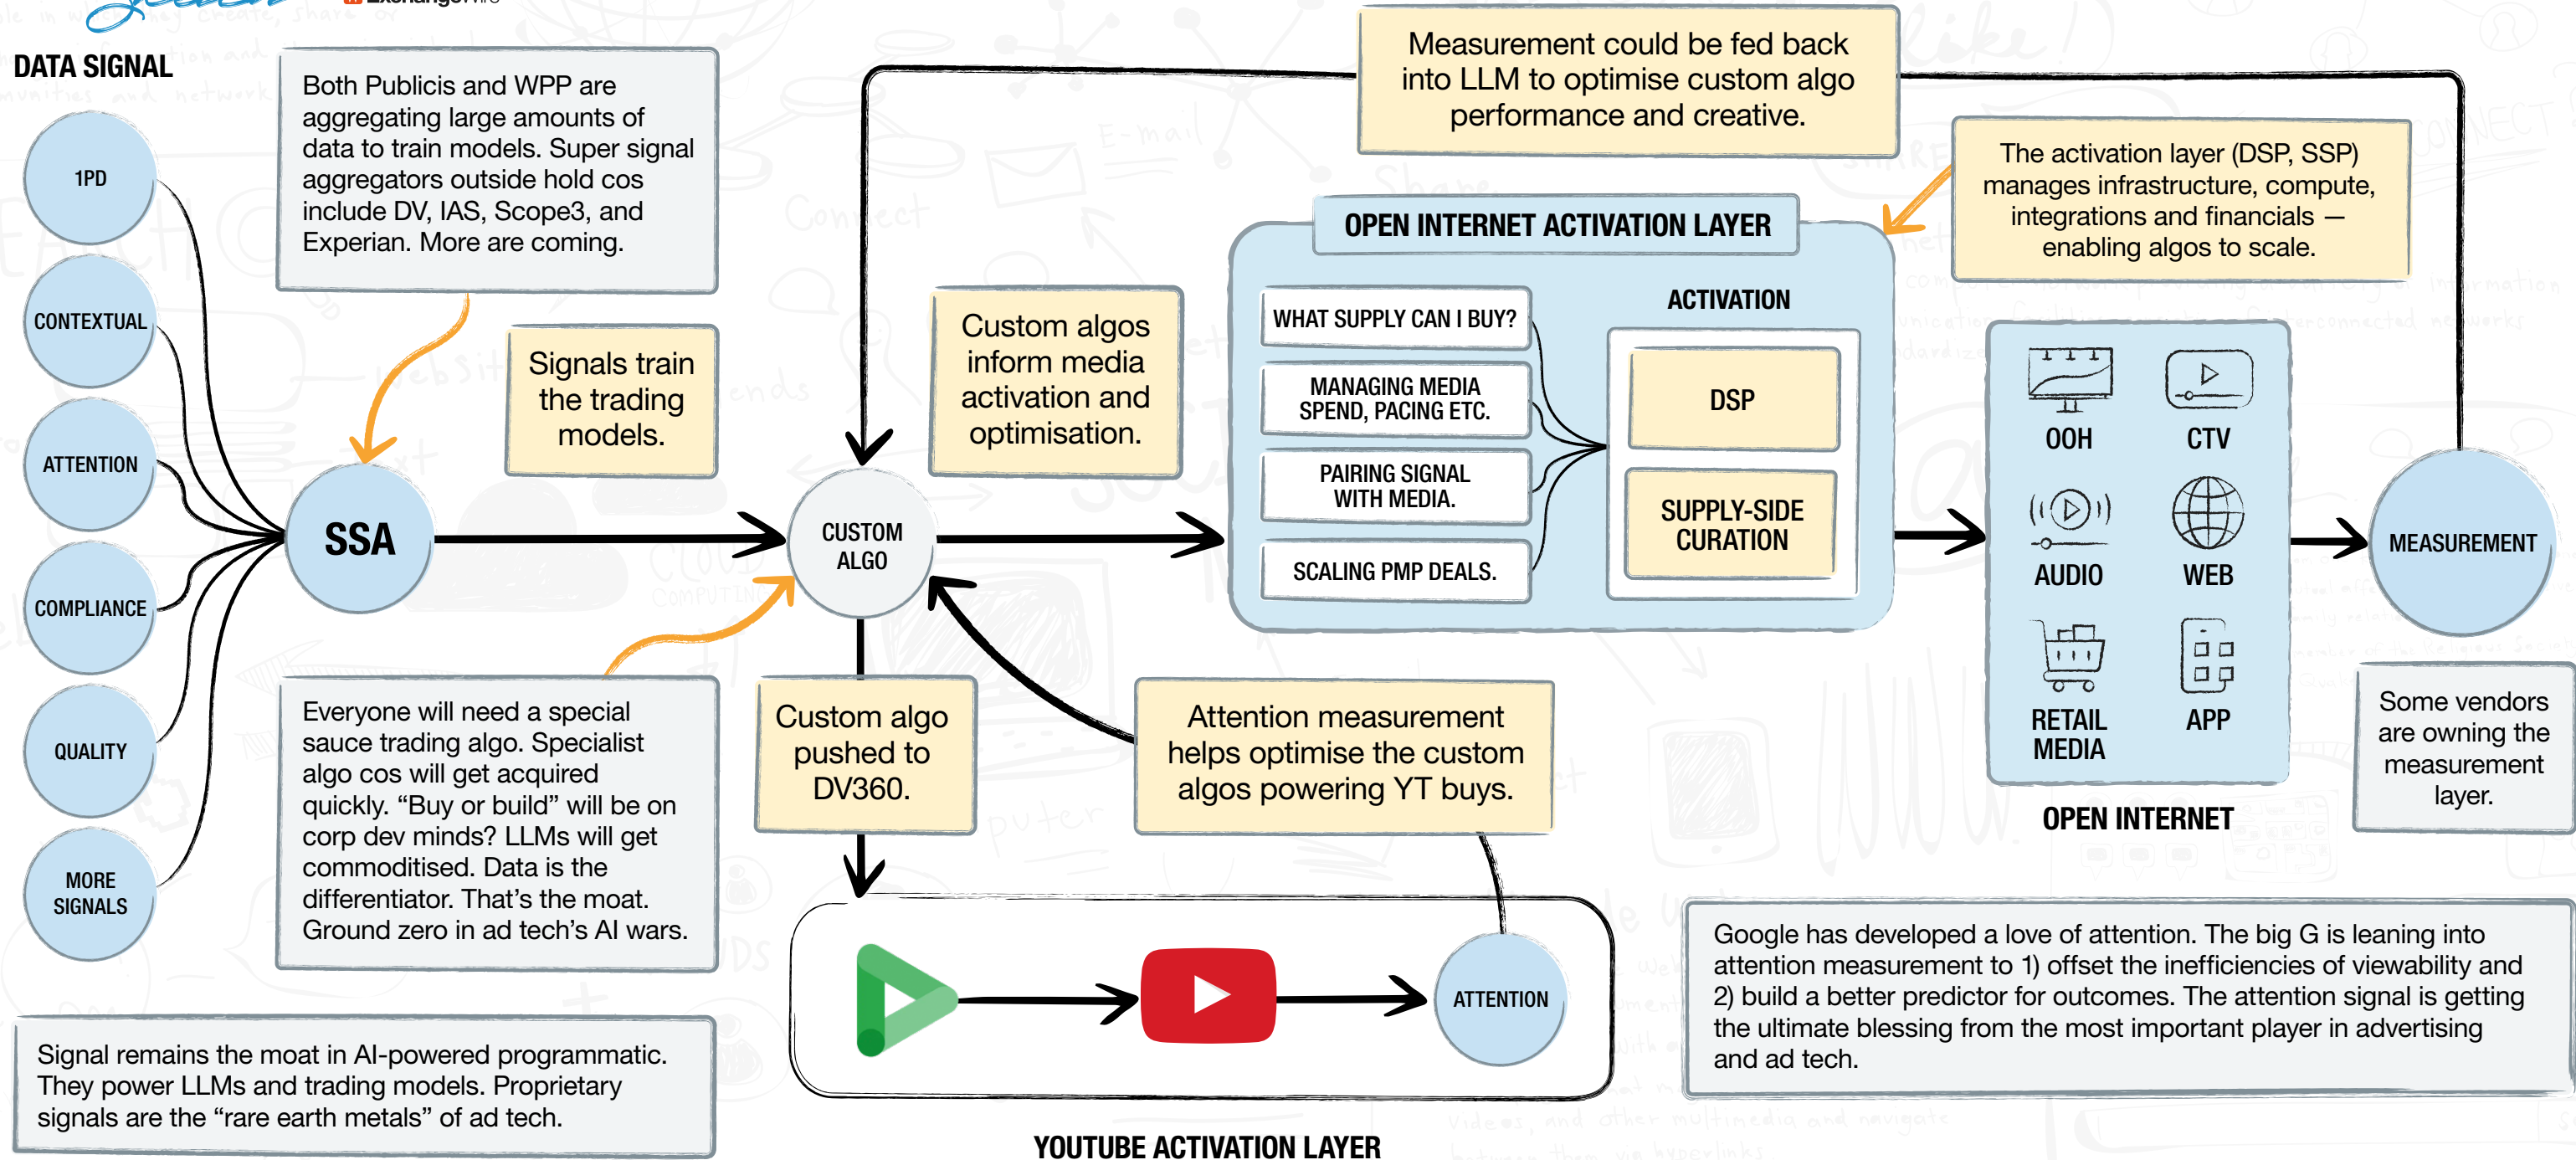 ExchangeWire
DATA SIGNAL
1PD
CONTEXTUAL
ATTENTION
COMPLIANCE
QUALITY
MORE
SIGNALS
Both Publicis and WPP are
aggregating large amounts of
data to train models. Super signal
aggregators outside hold cos
include DV, IAS, Scope3, and
Experian. More are coming.
Signals train
the trading
models.
SSA
Everyone will need a special
sauce trading algo. Specialist
algo cos will get acquired
quickly. “Buy or build” will be on
corp dev minds? LLMs will get
commoditised. Data is the
differentiator. That’s the moat.
Ground zero in ad tech’s AI wars.
Signal remains the moat in AI-powered programmatic.
They power LLMs and trading models. Proprietary
signals are the “rare earth metals” of ad tech.
CUSTOM
ALGO
Custom algos
inform media
activation and
optimisation.
Measurement could be fed back
into LLM to optimise custom algo
performance and creative.
OPEN INTERNET ACTIVATION LAYER
WHAT SUPPLY CAN I BUY?
MANAGING MEDIA
SPEND, PACING ETC.
PAIRING SIGNAL
WITH MEDIA.
SCALING PMP DEALS.
ACTIVATION
DSP
SUPPLY-SIDE
CURATION
The activation layer (DSP, SSP)
manages infrastructure, compute,
integrations and financials —
enabling algos to scale.
OOH
CTV
AUDIO
WEB
RETAIL
MEDIA
APP
OPEN INTERNET
MEASUREMENT
Some vendors
are owning the
measurement
layer.
Custom algo
pushed to
DV360.
Attention measurement
helps optimise the custom
algos powering YT buys.
ATTENTION
YOUTUBE ACTIVATION LAYER
Google has developed a love of attention. The big G is leaning into
attention measurement to 1) offset the inefficiencies of viewability and
2) build a better predictor for outcomes. The attention signal is getting
the ultimate blessing from the most important player in advertising
and ad tech.